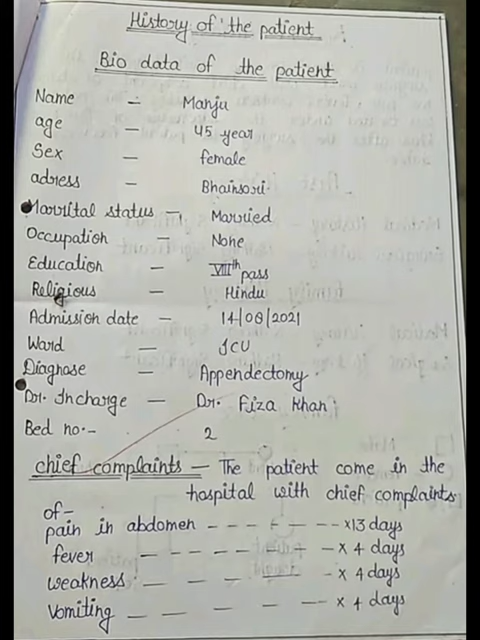 History of the patient
Bio data of the patient
Name – Manju
age – 45 year
Sex – female
adress – Bhainsori
Marrital status – Married
Occupation – None
Education – VIIIth pass
Religious – Hindu
Admission date – 14/08/2021
Ward – ICU
Diagnose – Appendectomy.
Dr. Incharge – Dr. Fiza Khan
Bed no.- 2
chief complaints – The patient come in the
hospital with chief complaints
of-
pain in abdomen - - - - - - - x13 days
fever - - - - - - - x 4 days
weakness - - - - - x 4 days
Vomiting - - - - - x 4 days